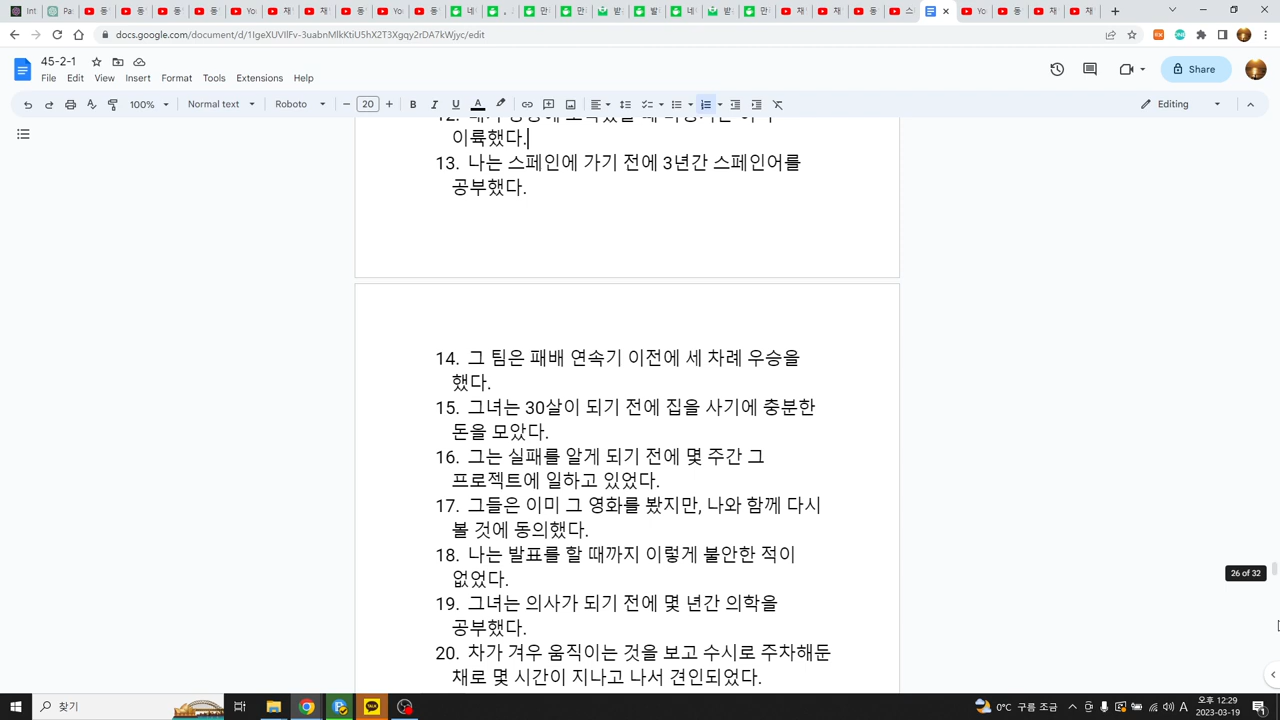 docs.google.com/document/d/1IgeXUVIlFv-3uabnMlkKtiU5hX2T3Xgqy2rDA7kWjyc/edit
45-2-1
File Edit View Insert Format Tools Extensions Help
Share
100% Normal text Roboto 20 Editing
이륙했다.
13. 나는 스페인에 가기 전에 3년간 스페인어를
공부했다.
14. 그 팀은 패배 연속기 이전에 세 차례 우승을
했다.
15. 그녀는 30살이 되기 전에 집을 사기에 충분한
돈을 모았다.
16. 그는 실패를 알게 되기 전에 몇 주간 그
프로젝트에 일하고 있었다.
17. 그들은 이미 그 영화를 봤지만, 나와 함께 다시
볼 것에 동의했다.
18. 나는 발표를 할 때까지 이렇게 불안한 적이
없었다.
26 of 32
19. 그녀는 의사가 되기 전에 몇 년간 의학을
공부했다.
20. 차가 겨우 움직이는 것을 보고 수시로 주차해둔
채로 몇 시간이 지나고 나서 견인되었다.
찾기
0°C 구름 조금
오후 12:29
2023-03-19